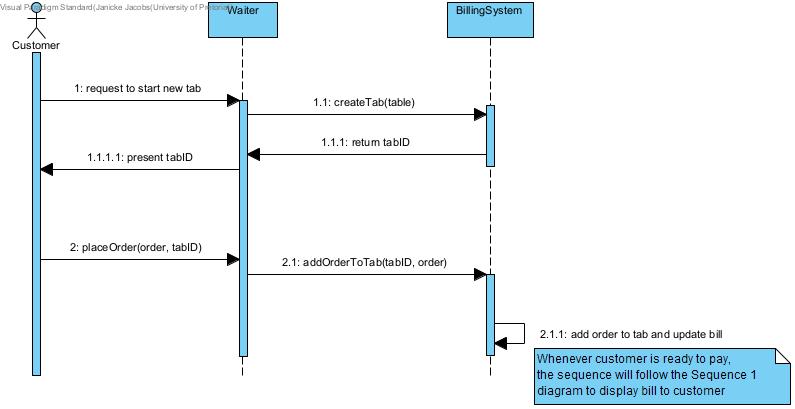 Visual Paradigm Standard(Janicke Jacobs(University of Pretoria))
Waiter
BillingSystem
Customer
1: request to start new tab
1.1: createTab(table)
1.1.1: return tabID
1.1.1.1: present tabID
2: placeOrder(order, tabID)
2.1: addOrderToTab(tabID, order)
2.1.1: add order to tab and update bill
Whenever customer is ready to pay,
the sequence will follow the Sequence 1
diagram to display bill to customer